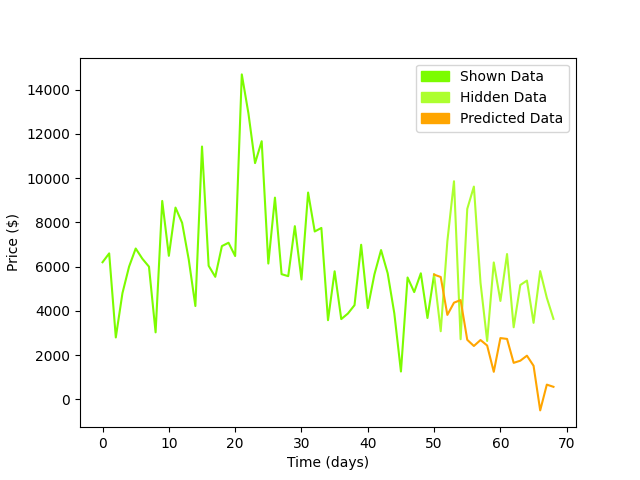 Shown Data
Hidden Data
Predicted Data
14000
12000
10000
8000
6000
4000
2000
0
Price ($)
0 10 20 30 40 50 60 70
Time (days)